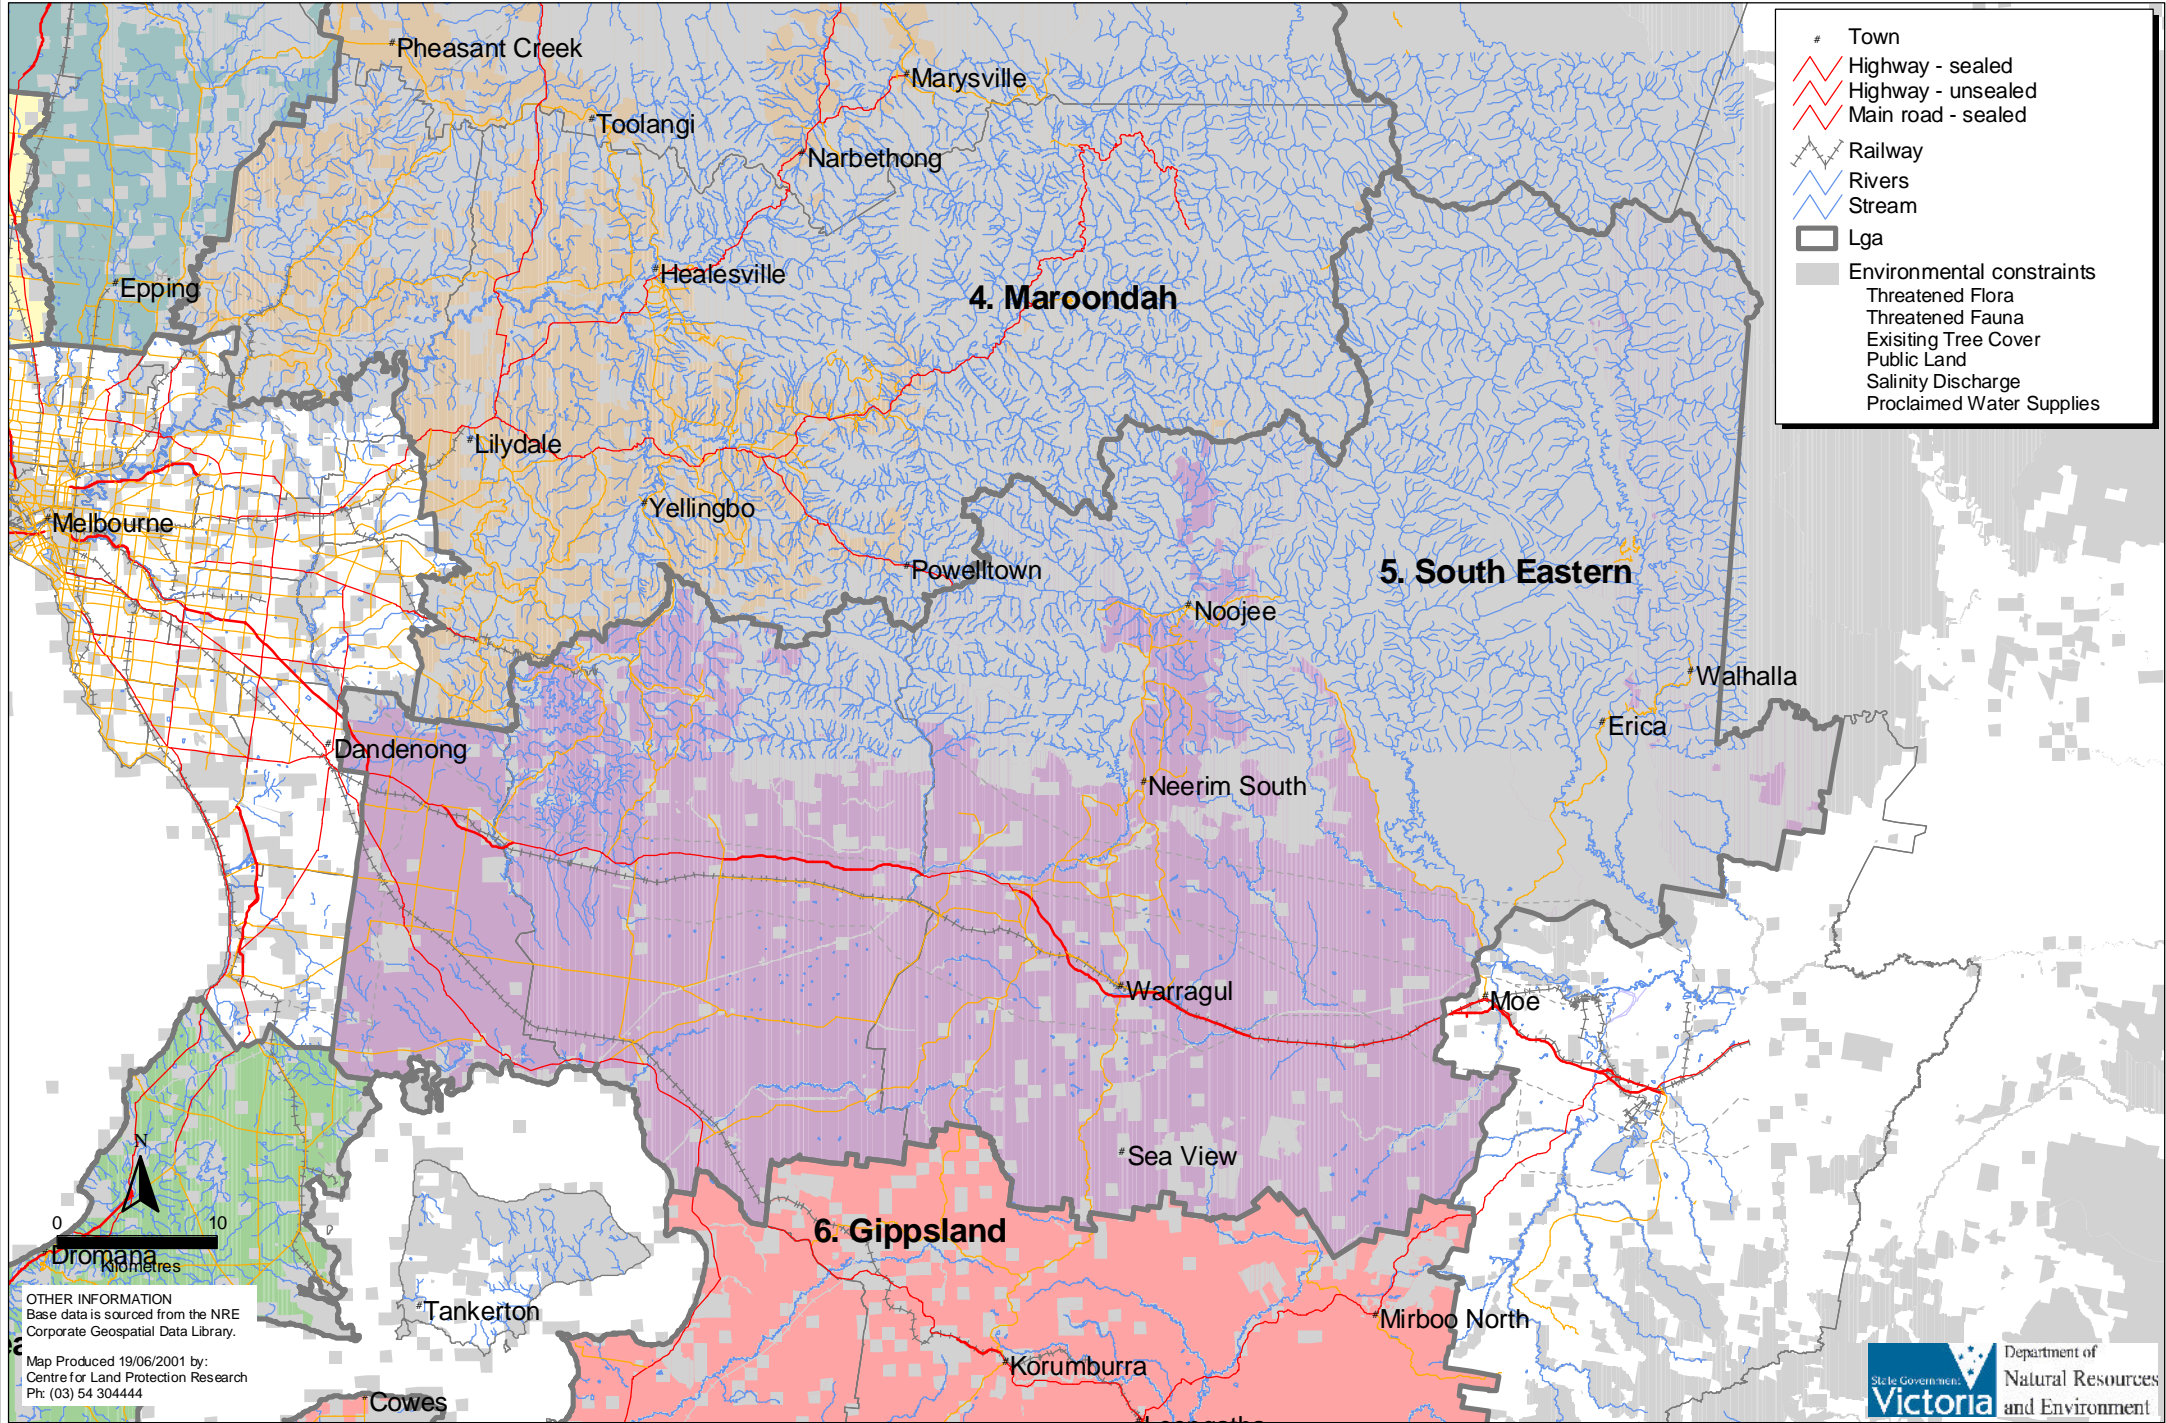 Pheasant Creek
Marysville
Toolangi
Narbethong
Healesville
4. Maroondah
Epping
Lilydale
Yellingbo
Melbourne
Powelltown
5. South Eastern
Noojee
Walhalla
Erica
Dandenong
Neerim South
Warragul
Moe
Sea View
6. Gippsland
Tankerton
Mirboo North
Korumburra
Cowes
Dromana
N
0 10
Kilometres
Town
Highway - sealed
Highway - unsealed
Main road - sealed
Railway
Rivers
Stream
Lga
Environmental constraints
Threatened Flora
Threatened Fauna
Exisiting Tree Cover
Public Land
Salinity Discharge
Proclaimed Water Supplies
OTHER INFORMATION
Base data is sourced from the NRE
Corporate Geospatial Data Library.
Map Produced 19/06/2001 by:
Centre for Land Protection Research
Ph: (03) 54 304444
State Government
Victoria
Department of
Natural Resources
and Environment